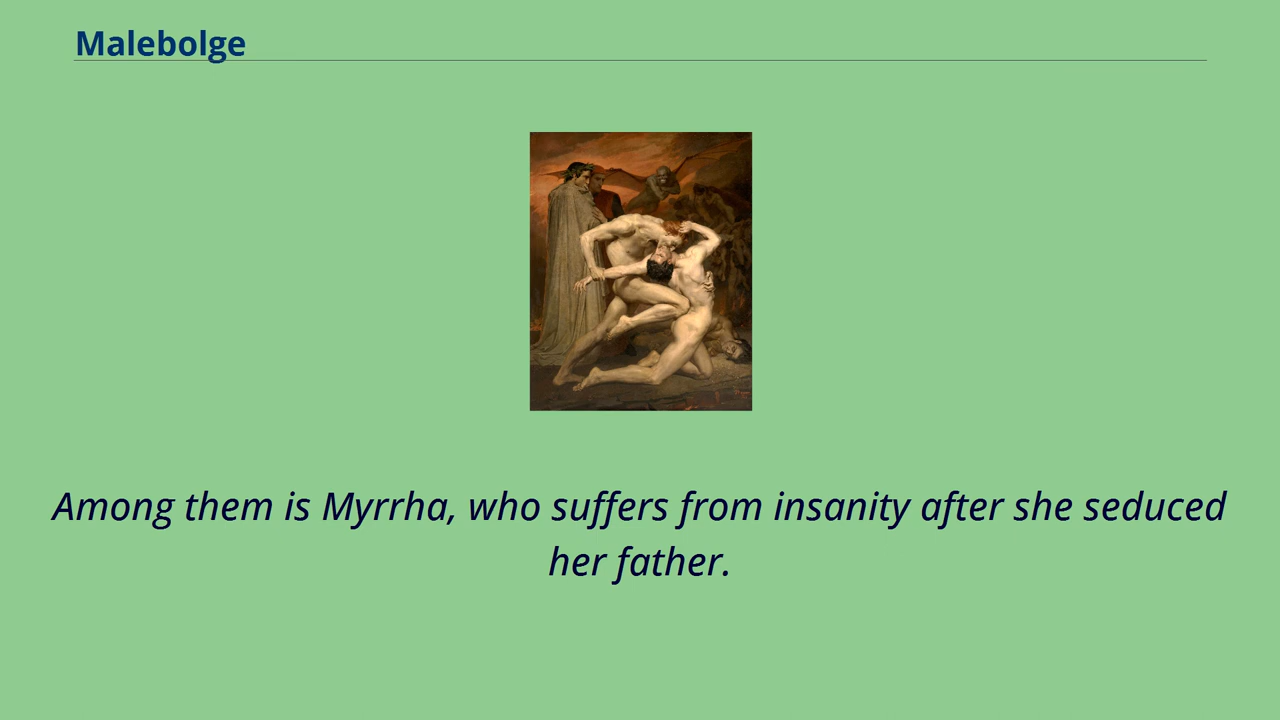 Malebolge
Among them is Myrrha, who suffers from insanity after she seduced
her father.